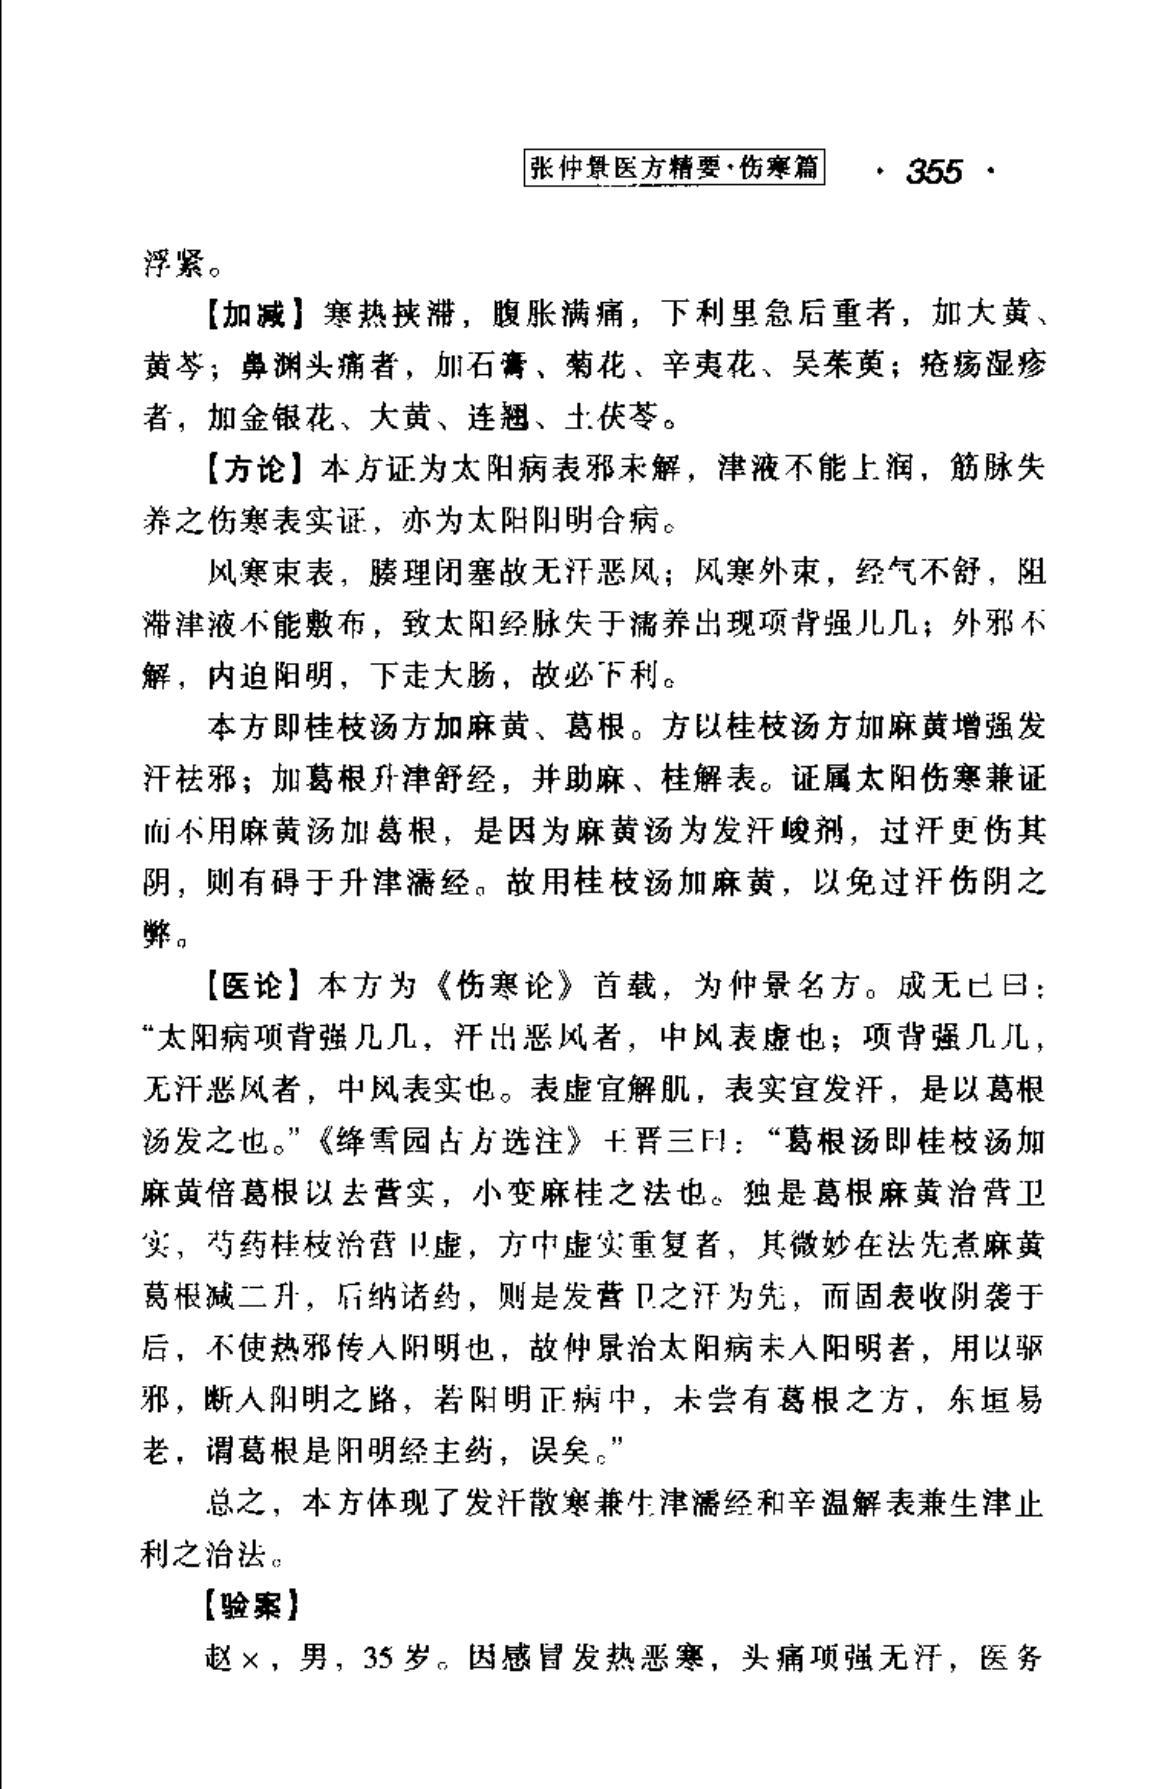 张仲景医方精要·伤寒篇 · 355 ·
浮紧。
【加减】寒热挟滞，腹胀满痛，下利里急后重者，加大黄、
黄芩；鼻渊头痛者，加石膏、菊花、辛夷花、吴茱萸；疮疡湿疹
者，加金银花、大黄、连翘、土茯苓。
【方论】本方证为太阳病表邪未解，津液不能上润，筋脉失
养之伤寒表实证，亦为太阳阳明合病。
风寒束表，腠理闭塞故无汗恶风；风寒外束，经气不舒，阻
滞津液不能敷布，致太阳经脉失于濡养出现项背强几几；外邪不
解，内迫阳明，下走大肠，故必下利。
本方即桂枝汤方加麻黄、葛根。方以桂枝汤方加麻黄增强发
汗祛邪；加葛根升津舒经，并助麻、桂解表。证属太阳伤寒兼证
而不用麻黄汤加葛根，是因为麻黄汤为发汗峻剂，过汗更伤其
阴，则有碍于升津濡经。故用桂枝汤加麻黄，以免过汗伤阴之
弊。
【医论】本方为《伤寒论》首载，为仲景名方。成无已曰：
“太阳病项背强几几，汗出恶风者，中风表虚也；项背强几几，
无汗恶风者，中风表实也。表虚宜解肌，表实宜发汗，是以葛根
汤发之也。”《绛雪园古方选注》王晋三曰：“葛根汤即桂枝汤加
麻黄倍葛根以去营实，小变麻桂之法也。独是葛根麻黄治营卫
实，芍药桂枝治营卫虚，方中虚实重复者，其微妙在法先煮麻黄
葛根减二升，后纳诸药，则是发营卫之汗为先，而固表收阴袭于
后，不使热邪传入阳明也，故仲景治太阳病未入阳明者，用以驱
邪，断入阳明之路，若阳明正病中，未尝有葛根之方，东垣易
老，谓葛根是阳明经主药，误矣。”
总之，本方体现了发汗散寒兼生津濡经和辛温解表兼生津止
利之治法。
【验案】
赵×，男，35岁。因感冒发热恶寒，头痛项强无汗，医务